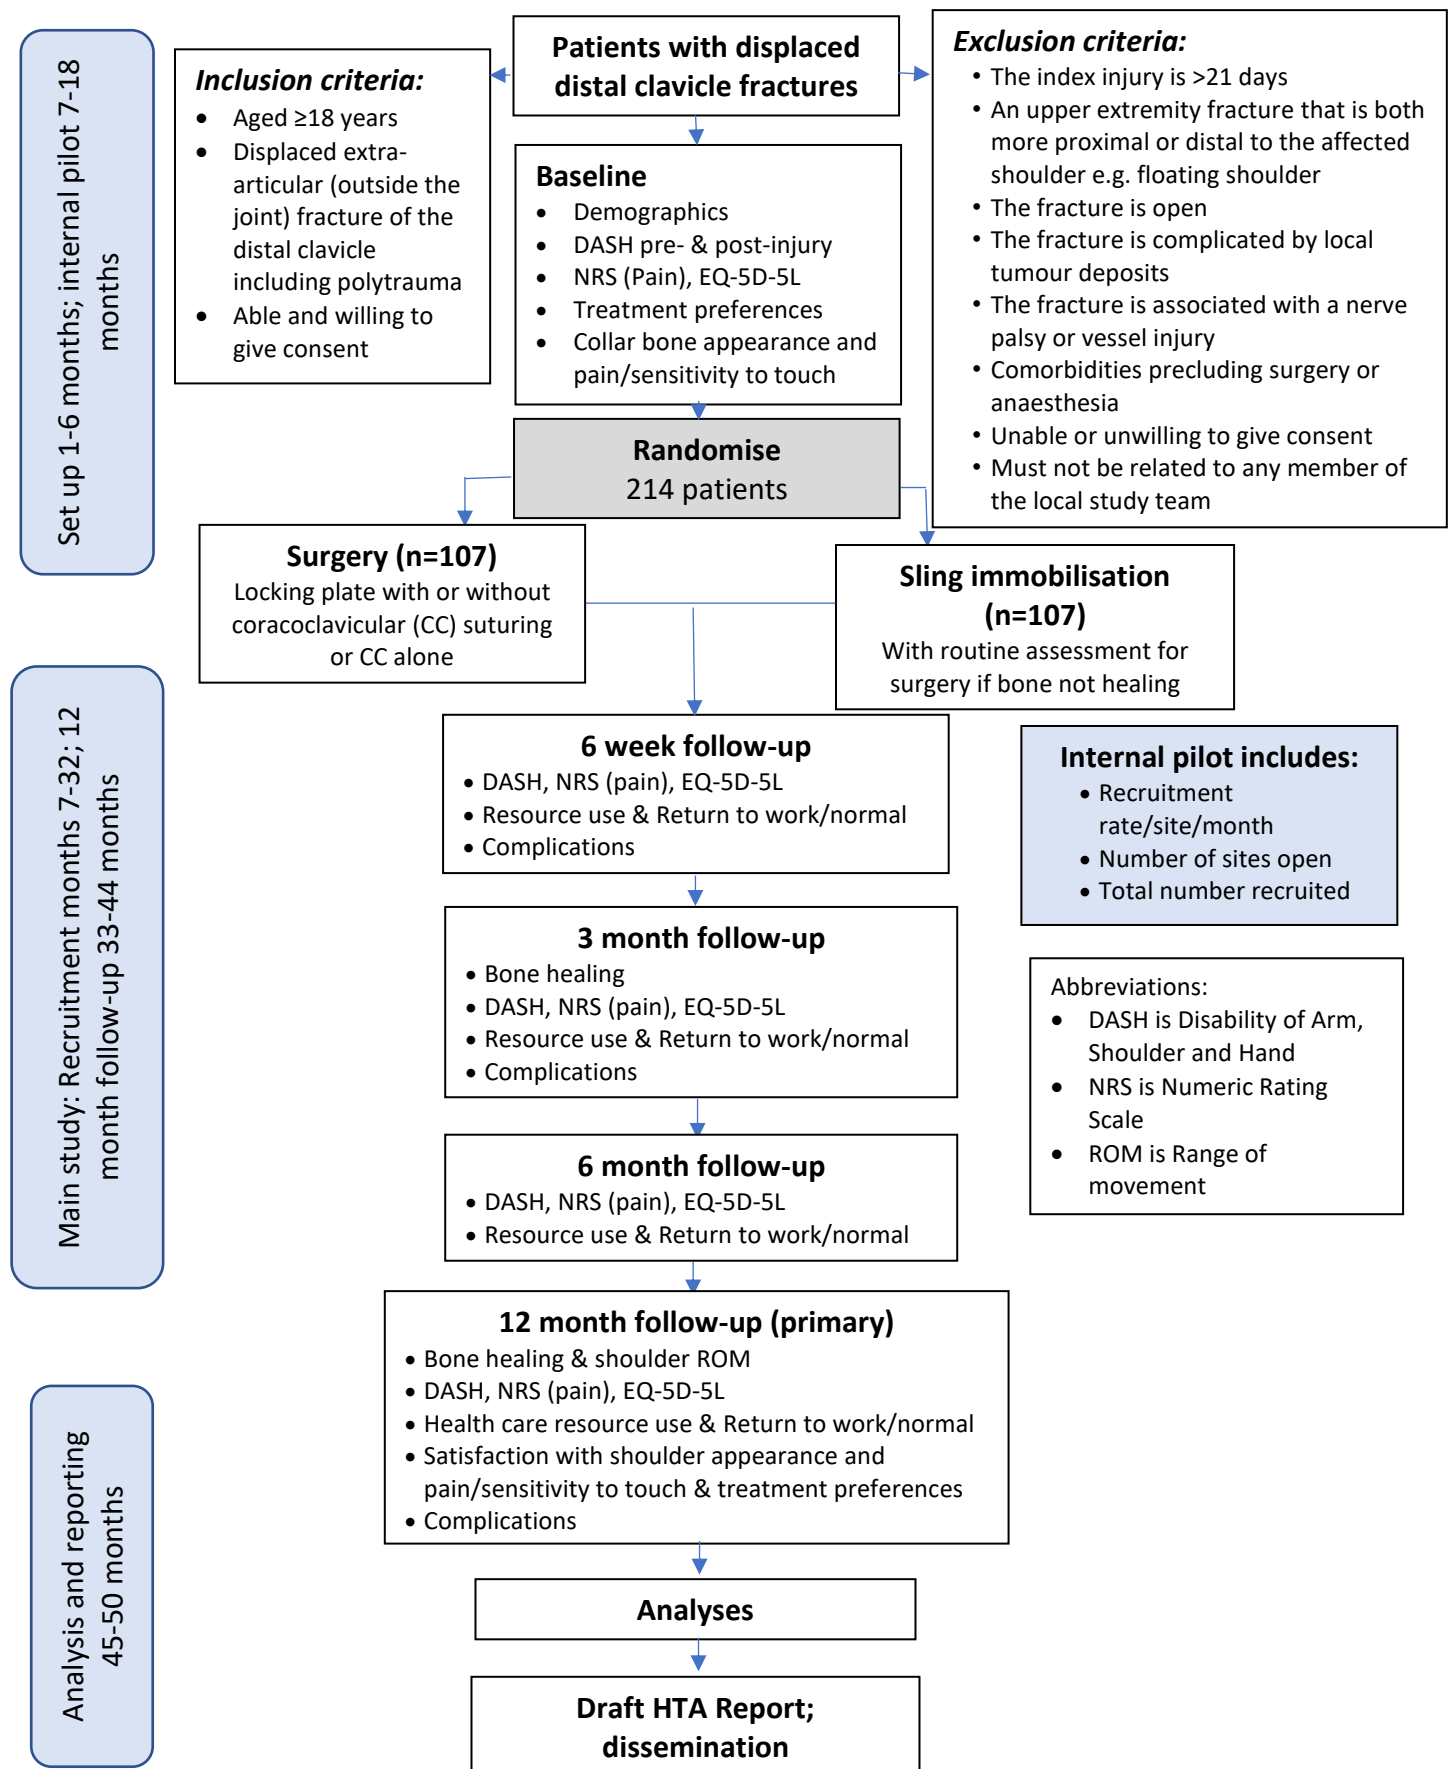 Set up 1-6 months; internal pilot 7-18
months
Inclusion criteria:
• Aged ≥18 years
• Displaced extra-
articular (outside the
joint) fracture of the
distal clavicle
including polytrauma
• Able and willing to
give consent
Patients with displaced
distal clavicle fractures
Exclusion criteria:
• The index injury is >21 days
• An upper extremity fracture that is both
more proximal or distal to the affected
shoulder e.g. floating shoulder
• The fracture is open
• The fracture is complicated by local
tumour deposits
• The fracture is associated with a nerve
palsy or vessel injury
• Comorbidities precluding surgery or
anaesthesia
• Unable or unwilling to give consent
• Must not be related to any member of
the local study team
Baseline
• Demographics
• DASH pre- & post-injury
• NRS (Pain), EQ-5D-5L
• Treatment preferences
• Collar bone appearance and
pain/sensitivity to touch
Randomise
214 patients
Surgery (n=107)
Locking plate with or without
coracoclavicular (CC) suturing
or CC alone
Sling immobilisation
(n=107)
With routine assessment for
surgery if bone not healing
Main study: Recruitment months 7-32; 12
month follow-up 33-44 months
6 week follow-up
• DASH, NRS (pain), EQ-5D-5L
• Resource use & Return to work/normal
• Complications
Internal pilot includes:
• Recruitment
rate/site/month
• Number of sites open
• Total number recruited
3 month follow-up
• Bone healing
• DASH, NRS (pain), EQ-5D-5L
• Resource use & Return to work/normal
• Complications
Abbreviations:
• DASH is Disability of Arm,
Shoulder and Hand
• NRS is Numeric Rating
Scale
• ROM is Range of
movement
6 month follow-up
• DASH, NRS (pain), EQ-5D-5L
• Resource use & Return to work/normal
12 month follow-up (primary)
• Bone healing & shoulder ROM
• DASH, NRS (pain), EQ-5D-5L
• Health care resource use & Return to work/normal
• Satisfaction with shoulder appearance and
pain/sensitivity to touch & treatment preferences
• Complications
Analysis and reporting
45-50 months
Analyses
Draft HTA Report;
dissemination